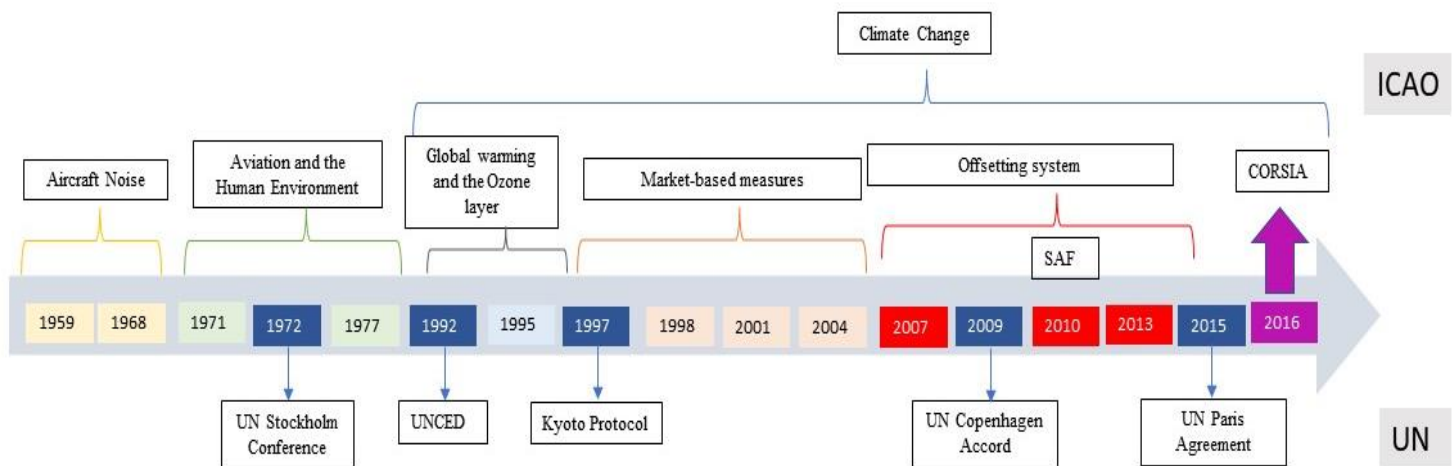 Climate Change
ICAO
Aircraft Noise
Aviation and the
Human Environment
Global warming
and the Ozone
layer
Market-based measures
Offsetting system
CORSIA
SAF
1959
1968
1971
1972
1977
1992
1995
1997
1998
2001
2004
2007
2009
2010
2013
2015
2016
UN Stockholm
Conference
UNCED
Kyoto Protocol
UN Copenhagen
Accord
UN Paris
Agreement
UN